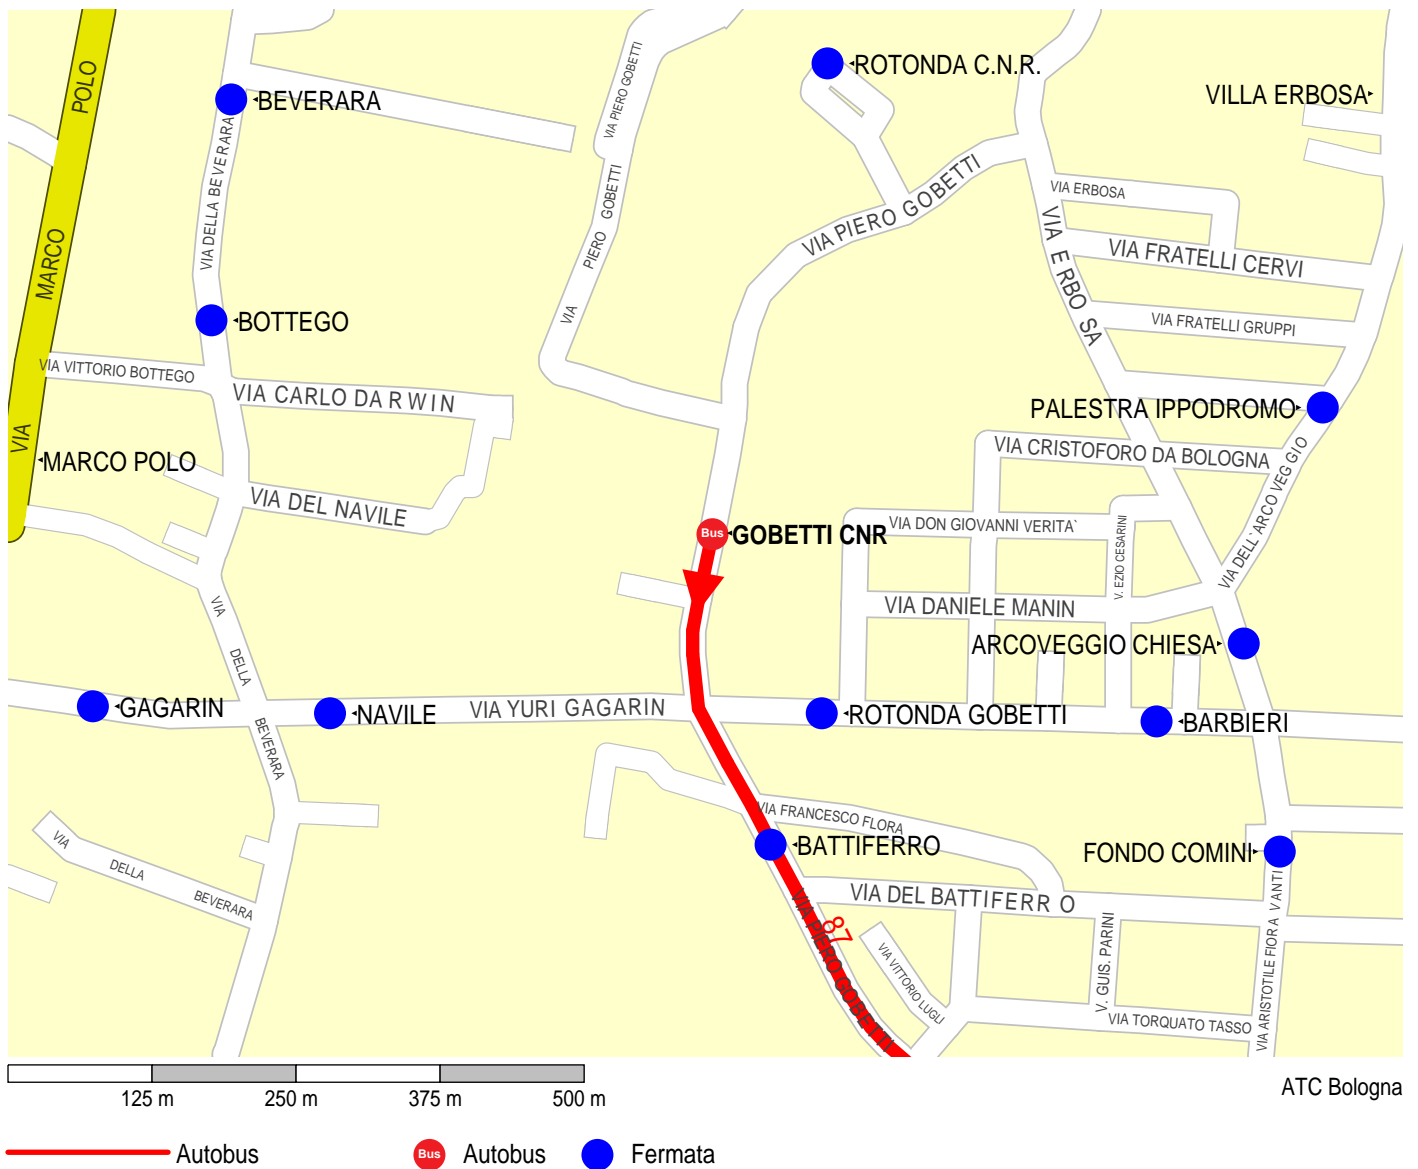 POLO
MARCO
VIA
BEVERARA
ROTONDA C.N.R.
VILLA ERBOSA
VIA PIERO GOBETTI
VIA DELLA BEVERARA
VIA PIERO GOBETTI
VIA PIERO GOBETTI
VIA ERBOSA
VIA ERBOSA
VIA FRATELLI CERVI
BOTTEGO
VIA FRATELLI GRUPPI
VIA VITTORIO BOTTEGO
VIA CARLO DARWIN
PALESTRA IPPODROMO
MARCO POLO
VIA CRISTOFORO DA BOLOGNA
VIA DELL`ARCOVEGGIO
VIA DEL NAVILE
Bus
GOBETTI CNR
VIA DON GIOVANNI VERITA`
V. EZIO CESARINI
VIA DANIELE MANIN
VIA DELLA BEVERARA
ARCOVEGGIO CHIESA
GAGARIN
NAVILE
VIA YURI GAGARIN
ROTONDA GOBETTI
BARBIERI
VIA FRANCESCO FLORA
VIA DELLA BEVERARA
BATTIFERRO
FONDO COMINI
VIA DEL BATTIFERRO
87
VIA PIERO GOBETTI
VIA VITTORIO LUGLI
V. GUIS. PARINI
VIA TORQUATO TASSO
VIA ARISTOTILE FIORAVANTI
125 m 250 m 375 m 500 m
ATC Bologna
Autobus
Bus Autobus
Fermata